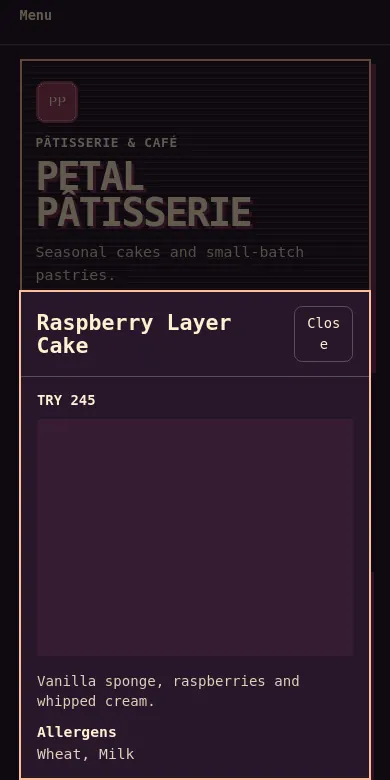 Menu
PP
PÂTISSERIE & CAFÉ
PETAL
PÂTISSERIE
Seasonal cakes and small-batch
pastries.
Raspberry Layer
Cake
Clos
e
TRY 245
Vanilla sponge, raspberries and
whipped cream.
Allergens
Wheat, Milk